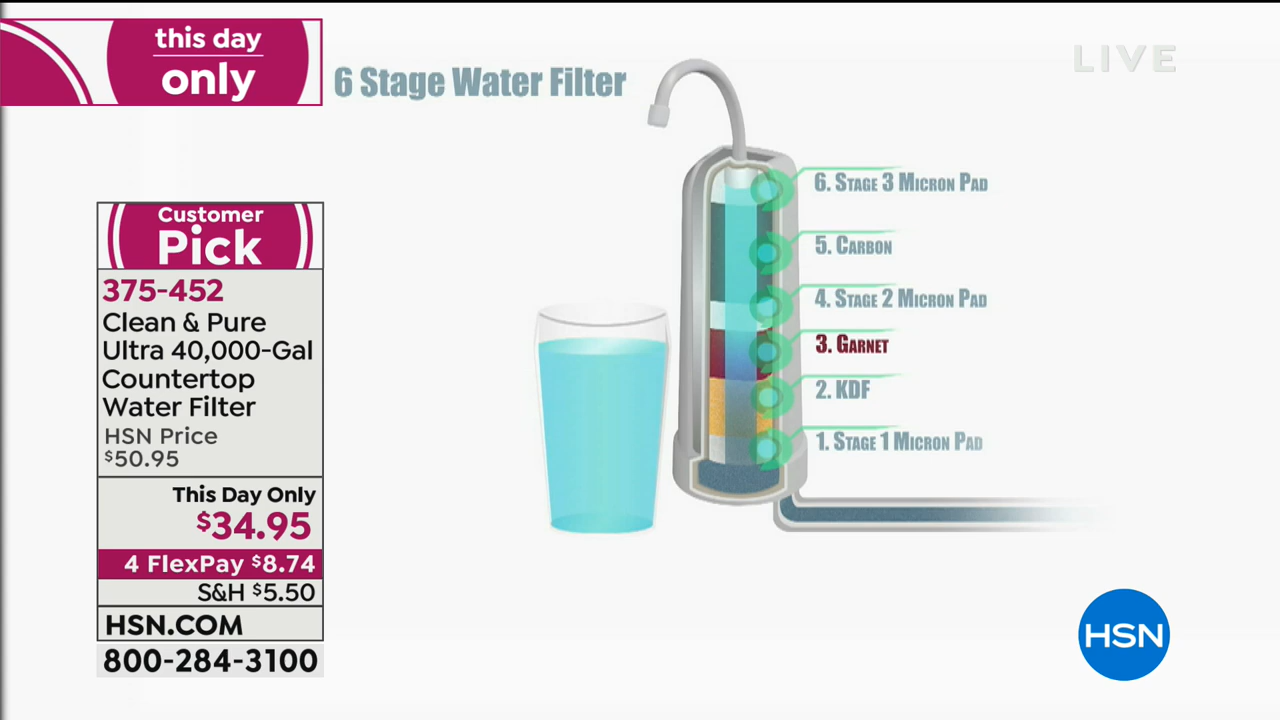 this day
only
6 Stage Water Filter
LIVE
6. STAGE 3 MICRON PAD
5. CARBON
4. STAGE 2 MICRON PAD
3. GARNET
2. KDF
1. STAGE 1 MICRON PAD
Customer
Pick
375-452
Clean & Pure
Ultra 40,000-Gal
Countertop
Water Filter
HSN Price
$50.95
This Day Only
$34.95
4 FlexPay $8.74
S&H $5.50
HSN.COM
800-284-3100
HSN